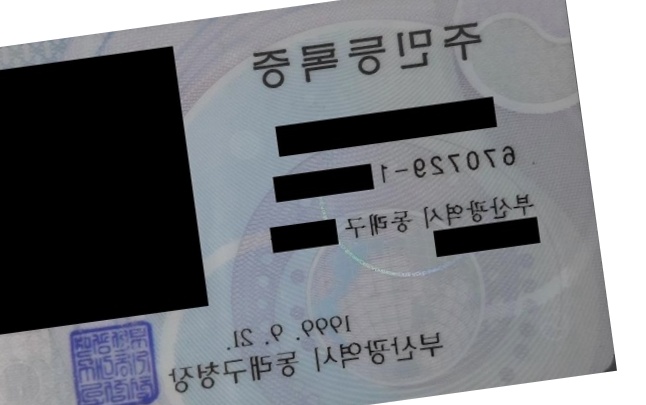 주민등록증
670729-1
부산광역시 동래구
1999. 9. 21.
부산광역시 동래구청장